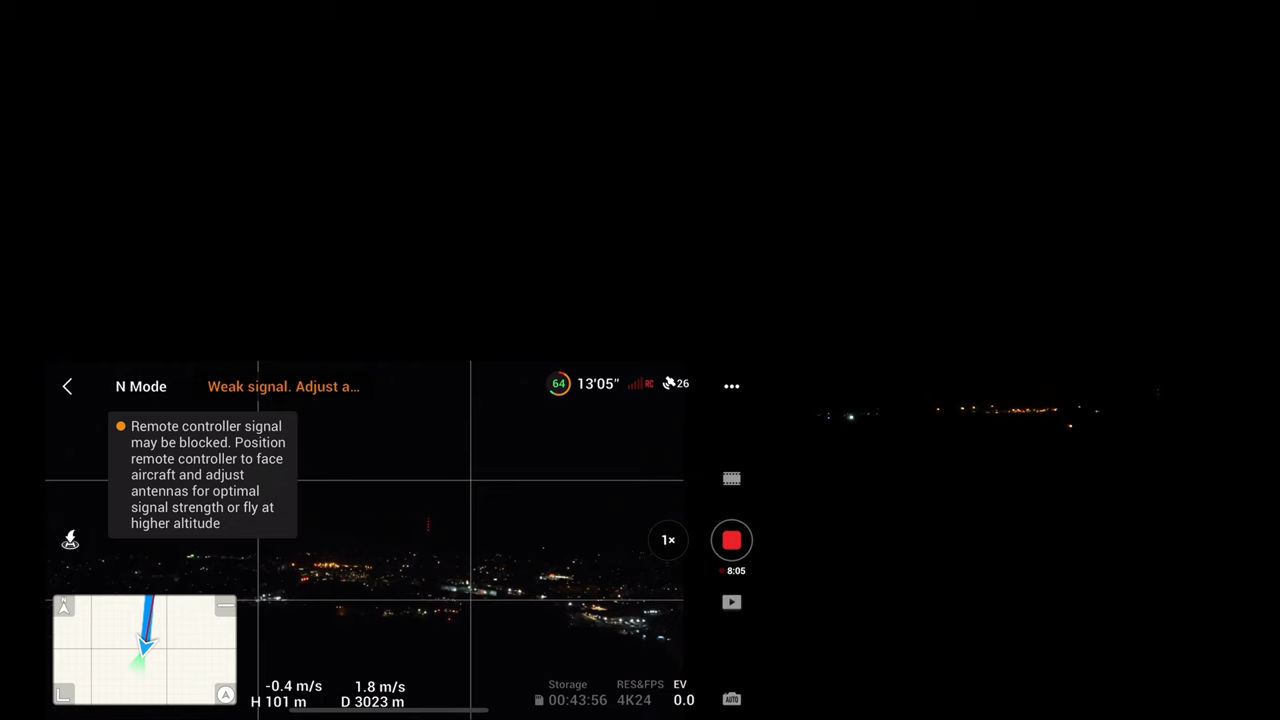 N Mode
Weak signal. Adjust a...
64
13'05"
RC
26
Remote controller signal
may be blocked. Position
remote controller to face
aircraft and adjust
antennas for optimal
signal strength or fly at
higher altitude
1×
8:05
N
-0.4 m/s
1.8 m/s
H 101 m
D 3023 m
Storage
RES&FPS
EV
00:43:56
4K24
0.0
AUTO